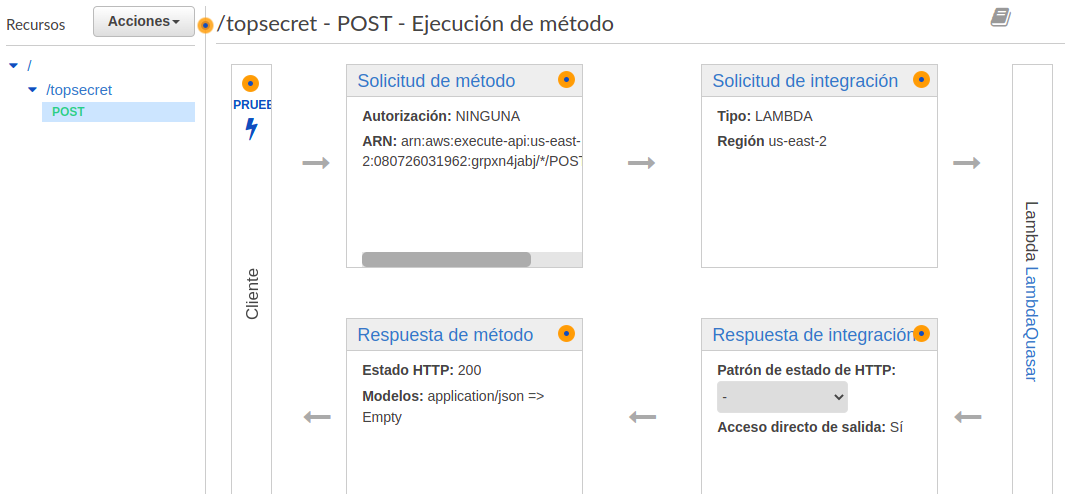 Recursos
Acciones
/topsecret - POST - Ejecución de método
/
/topsecret
POST
PRUEE
Cliente
Solicitud de método
Autorización: NINGUNA
ARN: arn:aws:execute-api:us-east-
2:080726031962:grpxn4jabj/*/POST
Solicitud de integración
Tipo: LAMBDA
Región us-east-2
Lambda LambdaQuasar
Respuesta de método
Estado HTTP: 200
Modelos: application/json =>
Empty
Respuesta de integración
Patrón de estado de HTTP:
-
Acceso directo de salida: Sí